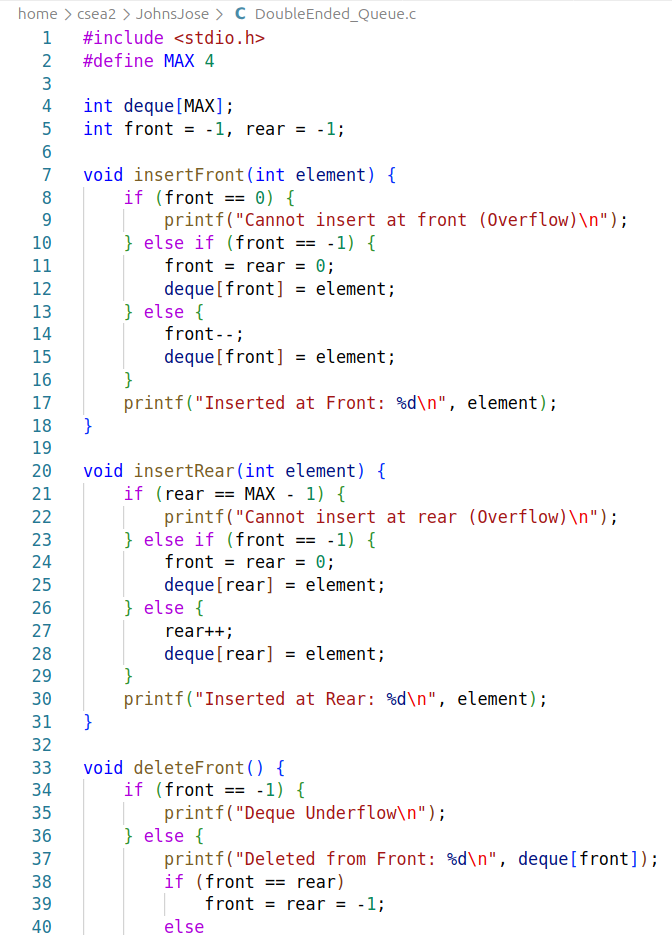 home > csea2 > JohnsJose > C DoubleEnded_Queue.c
1 #include <stdio.h>
2 #define MAX 4
3
4 int deque[MAX];
5 int front = -1, rear = -1;
6
7 void insertFront(int element) {
8     if (front == 0) {
9         printf("Cannot insert at front (Overflow)\n");
10     } else if (front == -1) {
11         front = rear = 0;
12         deque[front] = element;
13     } else {
14         front--;
15         deque[front] = element;
16     }
17     printf("Inserted at Front: %d\n", element);
18 }
19
20 void insertRear(int element) {
21     if (rear == MAX - 1) {
22         printf("Cannot insert at rear (Overflow)\n");
23     } else if (front == -1) {
24         front = rear = 0;
25         deque[rear] = element;
26     } else {
27         rear++;
28         deque[rear] = element;
29     }
30     printf("Inserted at Rear: %d\n", element);
31 }
32
33 void deleteFront() {
34     if (front == -1) {
35         printf("Deque Underflow\n");
36     } else {
37         printf("Deleted from Front: %d\n", deque[front]);
38         if (front == rear)
39             front = rear = -1;
40         else